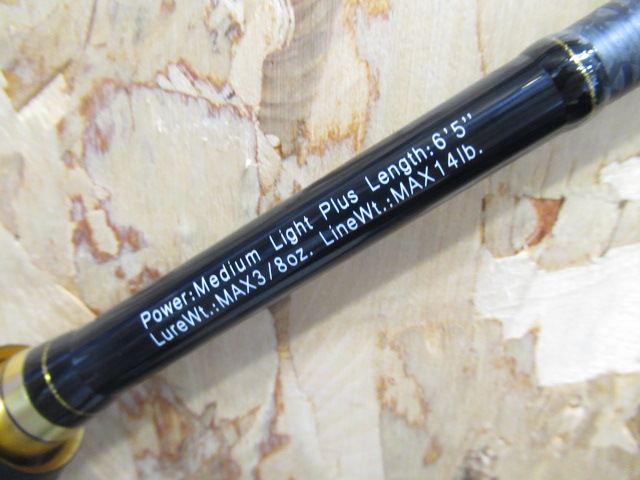 Power:Medium Light Plus Length:6'5"
LureWt.:MAX3/8oz. LineWt.:MAX14lb.